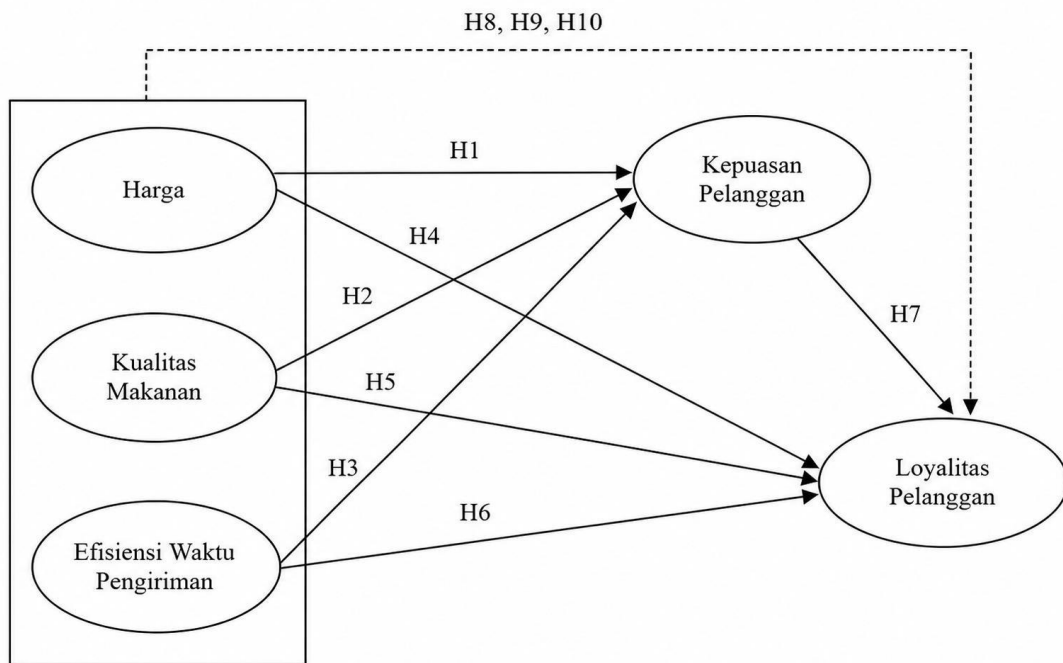 H8, H9, H10
Harga
H1
Kepuasan
Pelanggan
H4
H2
H7
Kualitas
Makanan
H5
H3
Loyalitas
Pelanggan
H6
Efisiensi Waktu
Pengiriman